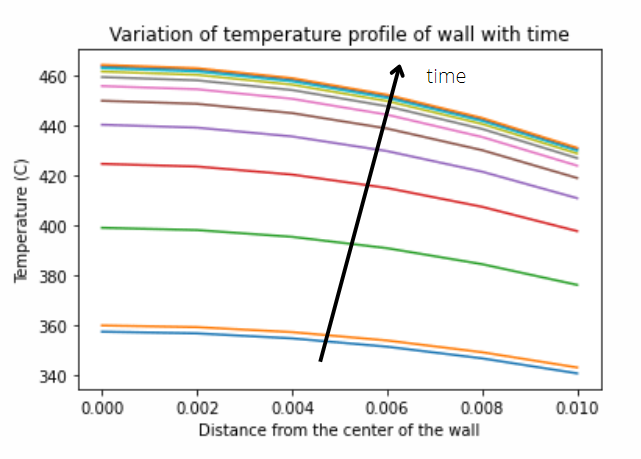 Variation of temperature profile of wall with time
time
Temperature (C)
460
440
420
400
380
360
340
0.000 0.002 0.004 0.006 0.008 0.010
Distance from the center of the wall